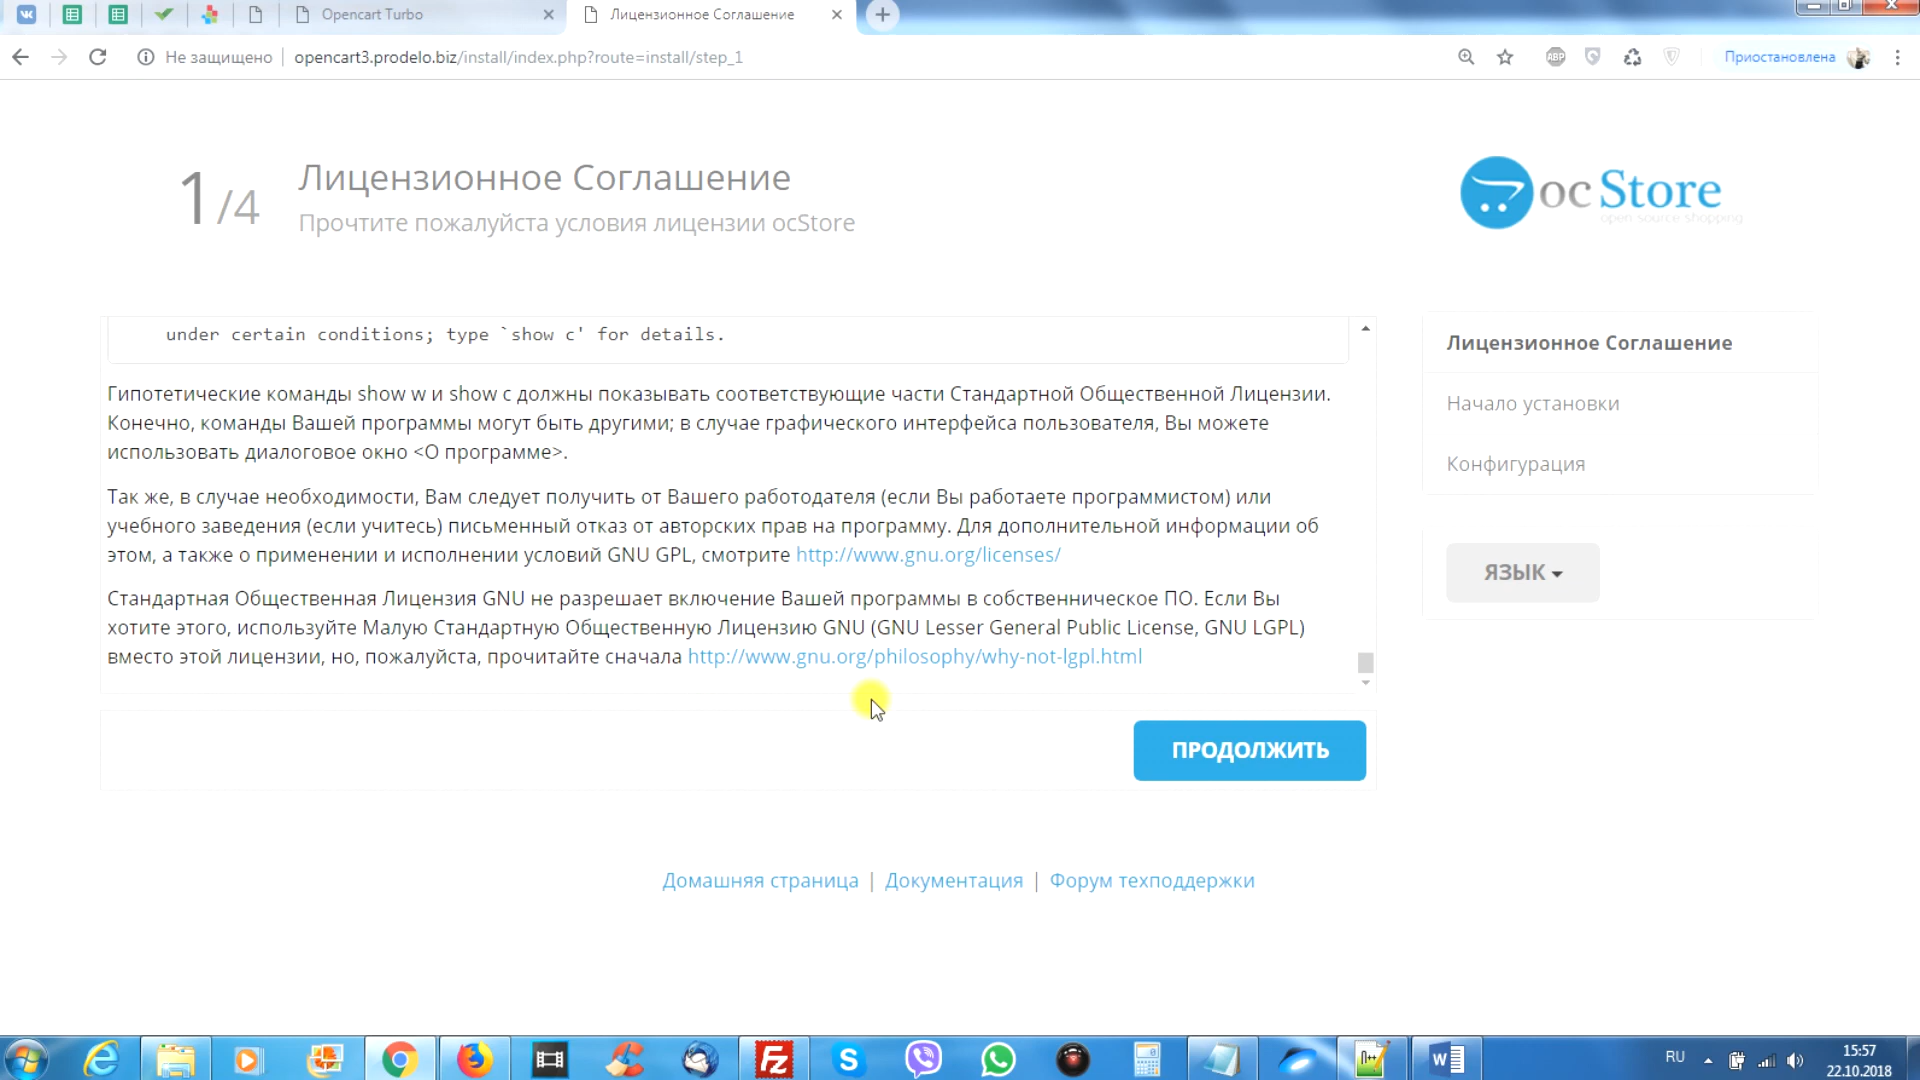 Opencart Turbo
Лицензионное Соглашение
Не защищено
opencart3.prodelo.biz/install/index.php?route=install/step_1
ABP
Приостановлена
1/4
Лицензионное Соглашение
Прочтите пожалуйста условия лицензии ocStore
oc Store
open source shopping
under certain conditions; type `show c' for details.
Гипотетические команды show w и show c должны показывать соответствующие части Стандартной Общественной Лицензии.
Конечно, команды Вашей программы могут быть другими; в случае графического интерфейса пользователя, Вы можете
использовать диалоговое окно <О программе>.
Так же, в случае необходимости, Вам следует получить от Вашего работодателя (если Вы работаете программистом) или
учебного заведения (если учитесь) письменный отказ от авторских прав на программу. Для дополнительной информации об
этом, а также о применении и исполнении условий GNU GPL, смотрите http://www.gnu.org/licenses/
Стандартная Общественная Лицензия GNU не разрешает включение Вашей программы в собственническое ПО. Если Вы
хотите этого, используйте Малую Стандартную Общественную Лицензию GNU (GNU Lesser General Public License, GNU LGPL)
вместо этой лицензии, но, пожалуйста, прочитайте сначала http://www.gnu.org/philosophy/why-not-lgpl.html
ПРОДОЛЖИТЬ
Лицензионное Соглашение
Начало установки
Конфигурация
ЯЗЫК
Домашняя страница | Документация | Форум техподдержки
RU
15:57
22.10.2018